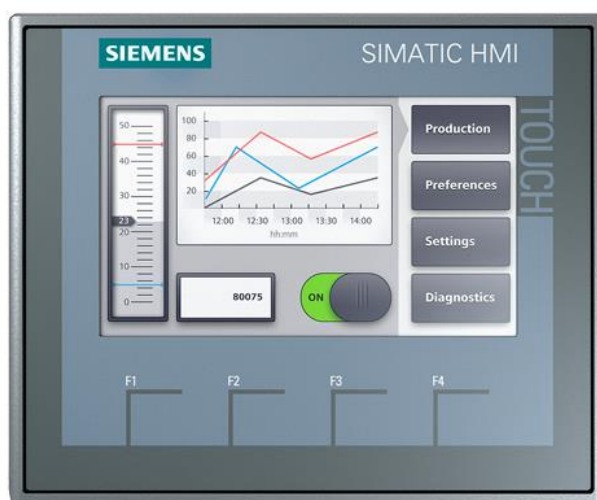 SIEMENS
SIMATIC HMI
TOUCH
50
40
30
23
20
10
0
100
80
60
40
20
12:00 12:30 13:00 13:30 14:00
hh:mm
80075
ON
Production
Preferences
Settings
Diagnostics
F1 F2 F3 F4